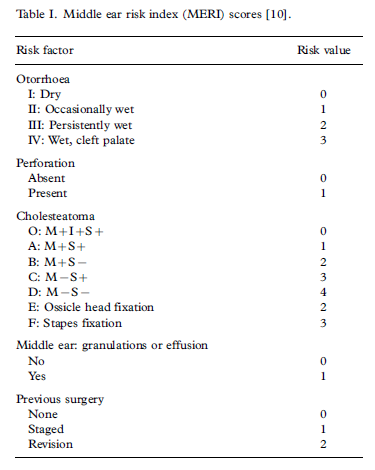 Table I. Middle ear risk index (MERI) scores [10].
Risk factor Risk value
Otorrhoea
I: Dry 0
II: Occasionally wet 1
III: Persistently wet 2
IV: Wet, cleft palate 3
Perforation
Absent 0
Present 1
Cholesteatoma
O: M+I+S+ 0
A: M+S+ 1
B: M+S− 2
C: M−S+ 3
D: M−S− 4
E: Ossicle head fixation 2
F: Stapes fixation 3
Middle ear: granulations or effusion
No 0
Yes 1
Previous surgery
None 0
Staged 1
Revision 2